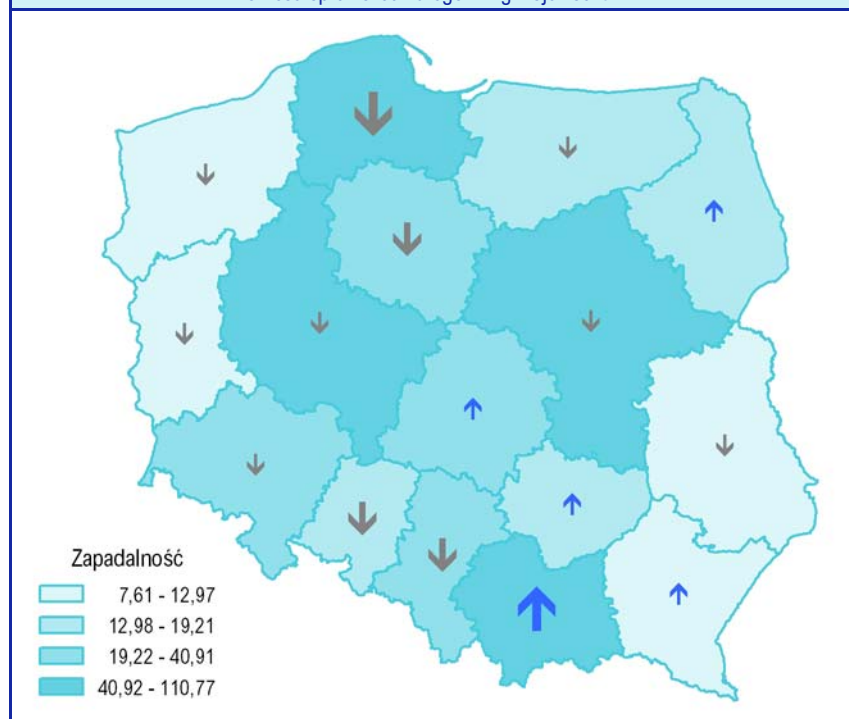 Zapadalność
7,61 - 12,97
12,98 - 19,21
19,22 - 40,91
40,92 - 110,77